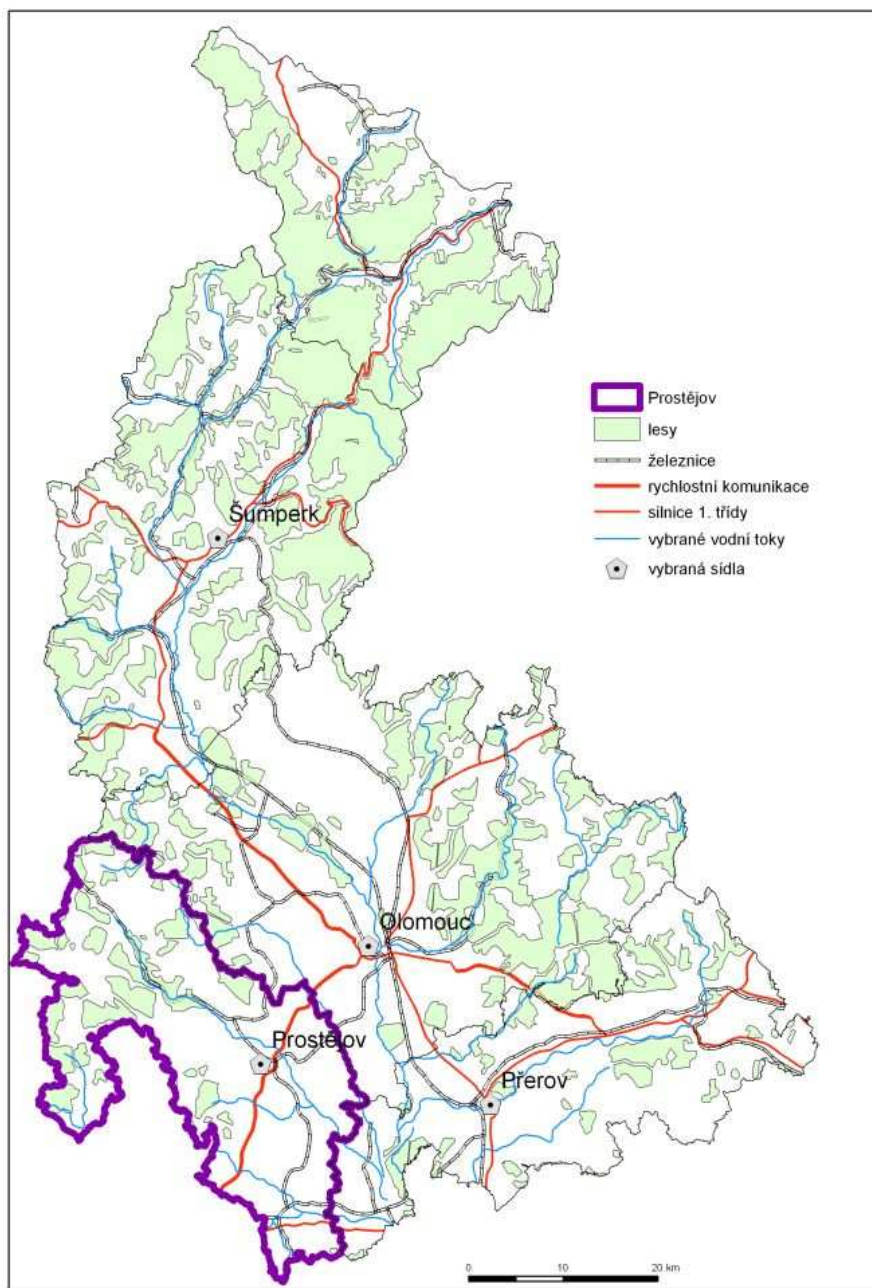 Prostějov
lesy
železnice
rychlostní komunikace
silnice 1. třídy
vybrané vodní toky
vybraná sídla
Šumperk
Olomouc
Prostějov
Přerov
0 10 20 km